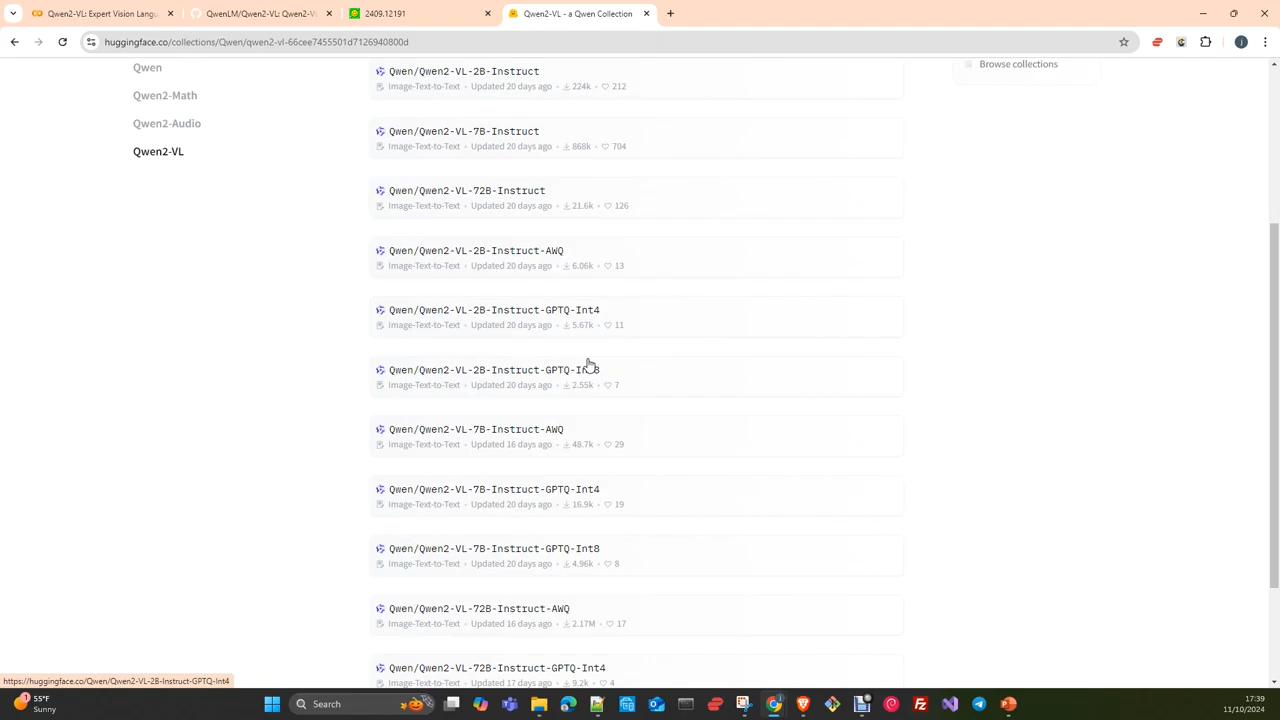 Qwen2-VL: Expert Vision Langu
QwenLM/Qwen2-VL: Qwen2-V
2409.12191
Qwen2-VL - a Qwen Collection
huggingface.co/collections/Qwen/qwen2-vl-66cee7455501d7126940800d
Qwen
Qwen2-Math
Qwen2-Audio
Qwen2-VL
Browse collections
Qwen/Qwen2-VL-2B-Instruct
Image-Text-to-Text • Updated 20 days ago • 224k • 212
Qwen/Qwen2-VL-7B-Instruct
Image-Text-to-Text • Updated 20 days ago • 868k • 704
Qwen/Qwen2-VL-72B-Instruct
Image-Text-to-Text • Updated 20 days ago • 21.6k • 126
Qwen/Qwen2-VL-2B-Instruct-AWQ
Image-Text-to-Text • Updated 20 days ago • 6.06k • 13
Qwen/Qwen2-VL-2B-Instruct-GPTQ-Int4
Image-Text-to-Text • Updated 20 days ago • 5.67k • 11
Qwen/Qwen2-VL-2B-Instruct-GPTQ-Int8
Image-Text-to-Text • Updated 20 days ago • 2.55k • 7
Qwen/Qwen2-VL-7B-Instruct-AWQ
Image-Text-to-Text • Updated 16 days ago • 48.7k • 29
Qwen/Qwen2-VL-7B-Instruct-GPTQ-Int4
Image-Text-to-Text • Updated 20 days ago • 16.9k • 19
Qwen/Qwen2-VL-7B-Instruct-GPTQ-Int8
Image-Text-to-Text • Updated 20 days ago • 4.96k • 8
Qwen/Qwen2-VL-72B-Instruct-AWQ
Image-Text-to-Text • Updated 16 days ago • 2.17M • 17
Qwen/Qwen2-VL-72B-Instruct-GPTQ-Int4
Image-Text-to-Text • Updated 17 days ago • 9.2k • 4
https://huggingface.co/Qwen/Qwen2-VL-2B-Instruct-GPTQ-Int4
1
55°F
Sunny
Search
17:39
11/10/2024